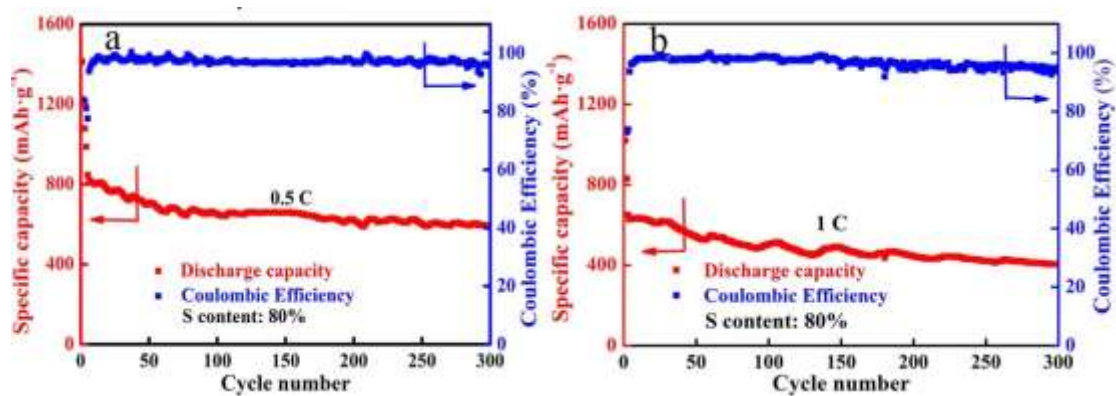 a
1600
1200
800
400
0
Specific capacity (mAh·g⁻¹)
0.5 C
Discharge capacity
Coulombic Efficiency
S content: 80%
100
80
60
40
20
0
Coulombic Efficiency (%)
0 50 100 150 200 250 300
Cycle number
b
1600
1200
800
400
0
Specific capacity (mAh·g⁻¹)
1 C
Discharge capacity
Coulombic Efficiency
S content: 80%
100
80
60
40
20
0
Coulombic Efficiency (%)
0 50 100 150 200 250 300
Cycle number